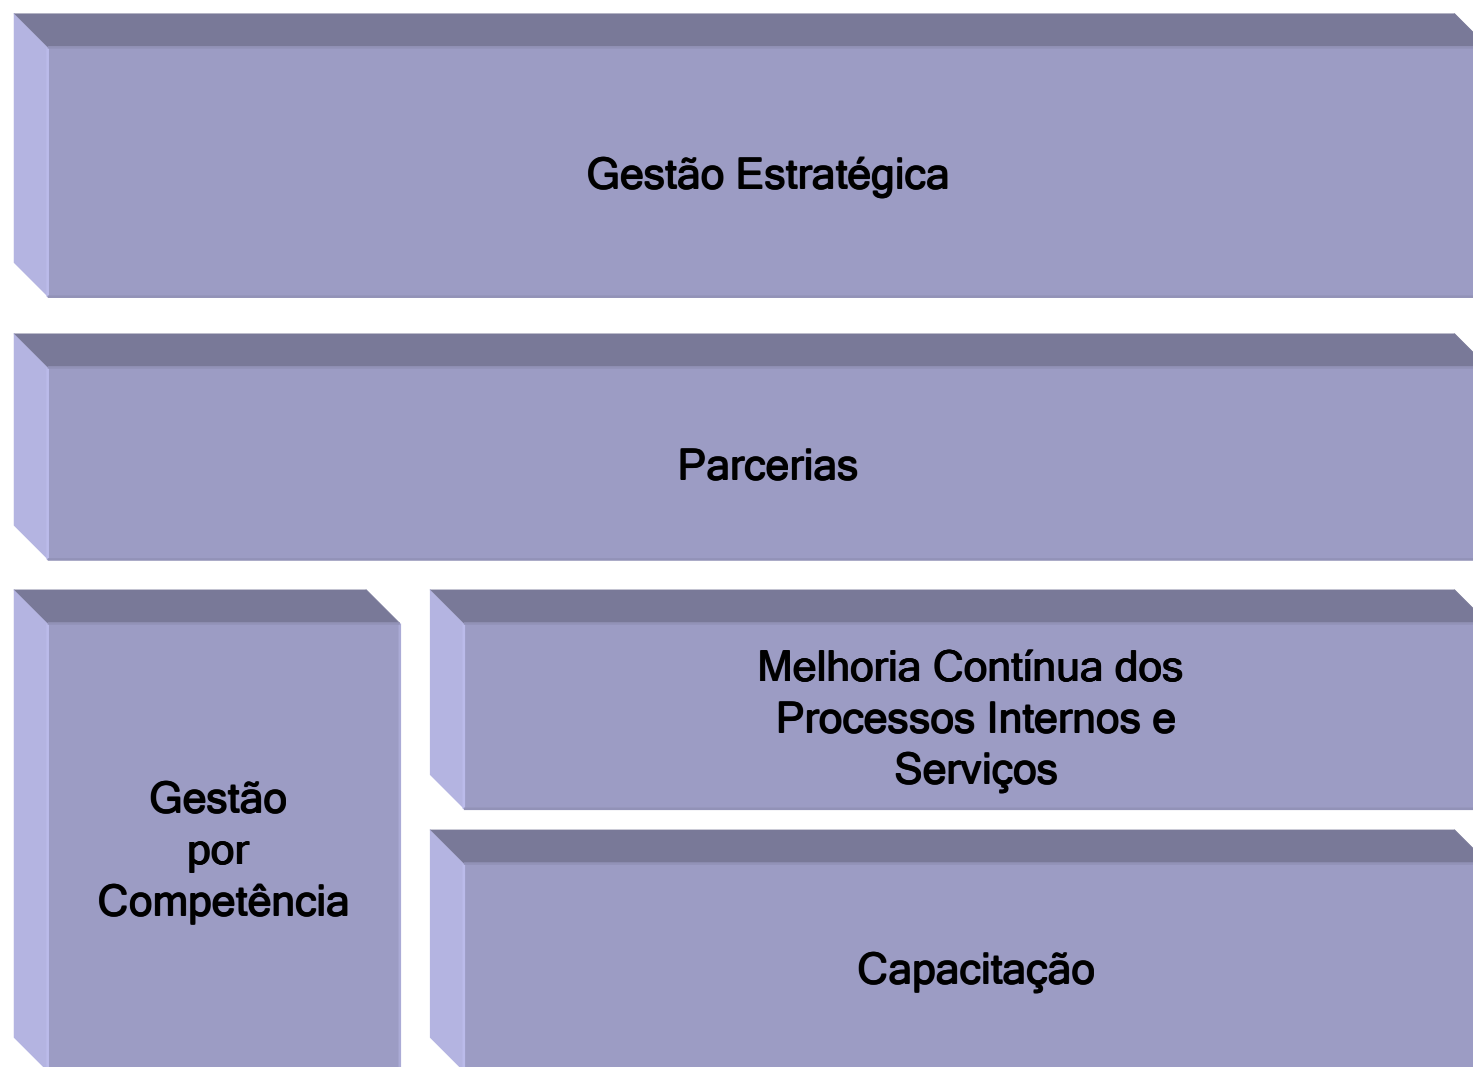 Gestão Estratégica
Parcerias
Gestão
por
Competência
Melhoria Contínua dos
Processos Internos e
Serviços
Capacitação